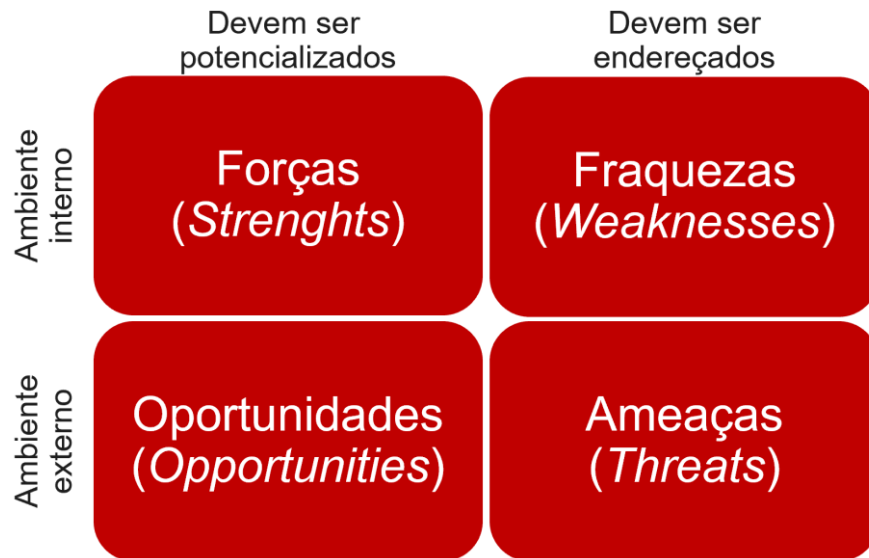 Devem ser
potencializados
Devem ser
endereçados
Ambiente
interno
Forças
(Strenghts)
Fraquezas
(Weaknesses)
Ambiente
externo
Oportunidades
(Opportunities)
Ameaças
(Threats)